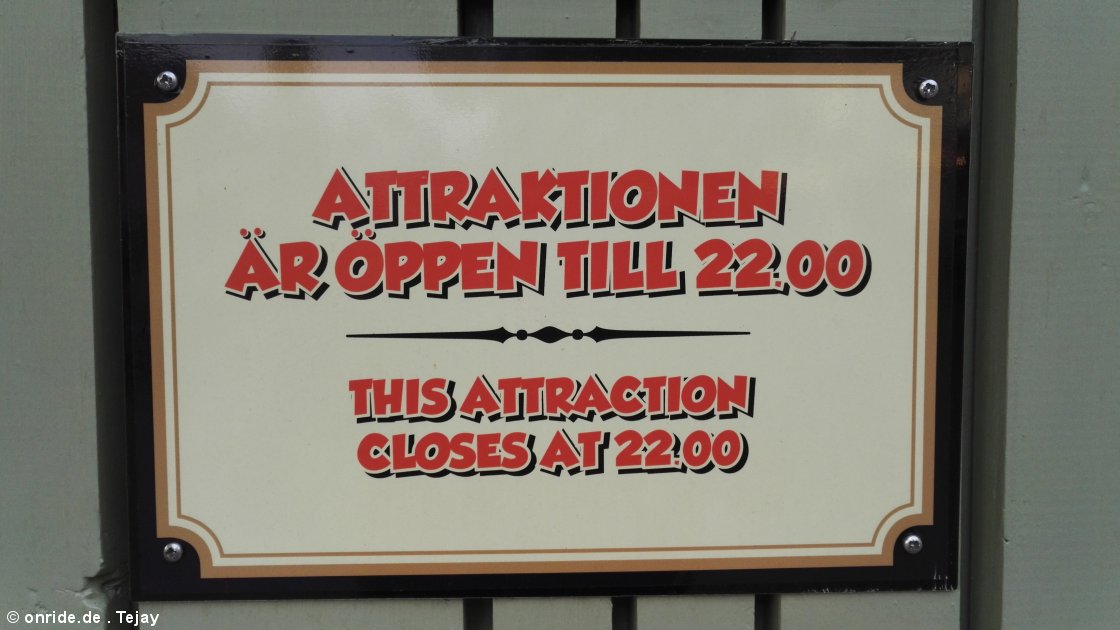 ATTRAKTIONEN
ÄR ÖPPEN TILL 22.00
THIS ATTRACTION
CLOSES AT 22.00
© onride.de . Tejay